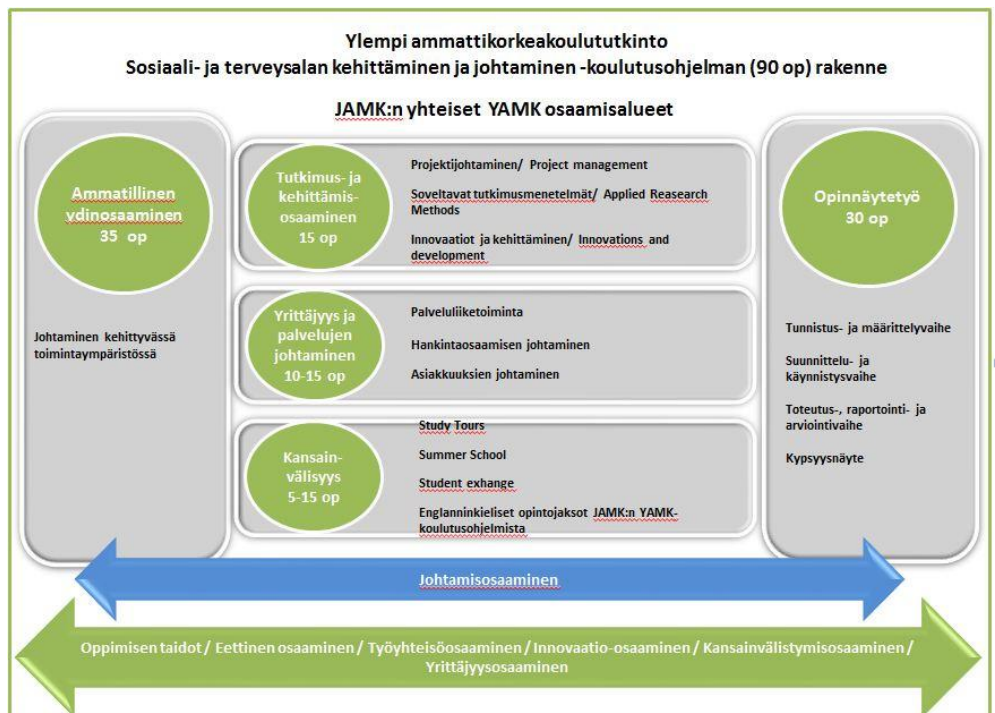 Ylempi ammattikorkeakoulututkinto
Sosiaali- ja terveysalan kehittäminen ja johtaminen -koulutusohjelman (90 op) rakenne
JAMK:n yhteiset YAMK osaamisalueet
Ammatillinen
ydinosaaminen
35 op
Johtaminen kehittyvässä
toimintaympäristössä
Tutkimus- ja
kehittämis-
osaaminen
15 op
Projektijohtaminen/ Project management
Soveltavat tutkimusmenetelmät/ Applied Reasearch
Methods
Innovaatiot ja kehittäminen/ Innovations and
development
Yrittäjyys ja
palvelujen
johtaminen
10-15 op
Palveluliiketoiminta
Hankintaosaamisen johtaminen
Asiakkuuksien johtaminen
Kansain-
välisyys
5-15 op
Study Tours
Summer School
Student exhange
Englanninkieliset opintojaksot JAMK:n YAMK-
koulutusohjelmista
Opinnäytetyö
30 op
Tunnistus- ja määrittelyvaihe
Suunnittelu- ja
käynnistysvaihe
Toteutus-, raportointi- ja
arviointivaihe
Kypsyysnäyte
Johtamisosaaminen
Oppimisen taidot / Eettinen osaaminen / Työyhteisöosaaminen / Innovaatio-osaaminen / Kansainvälistymisosaaminen /
Yrittäjyysosaaminen